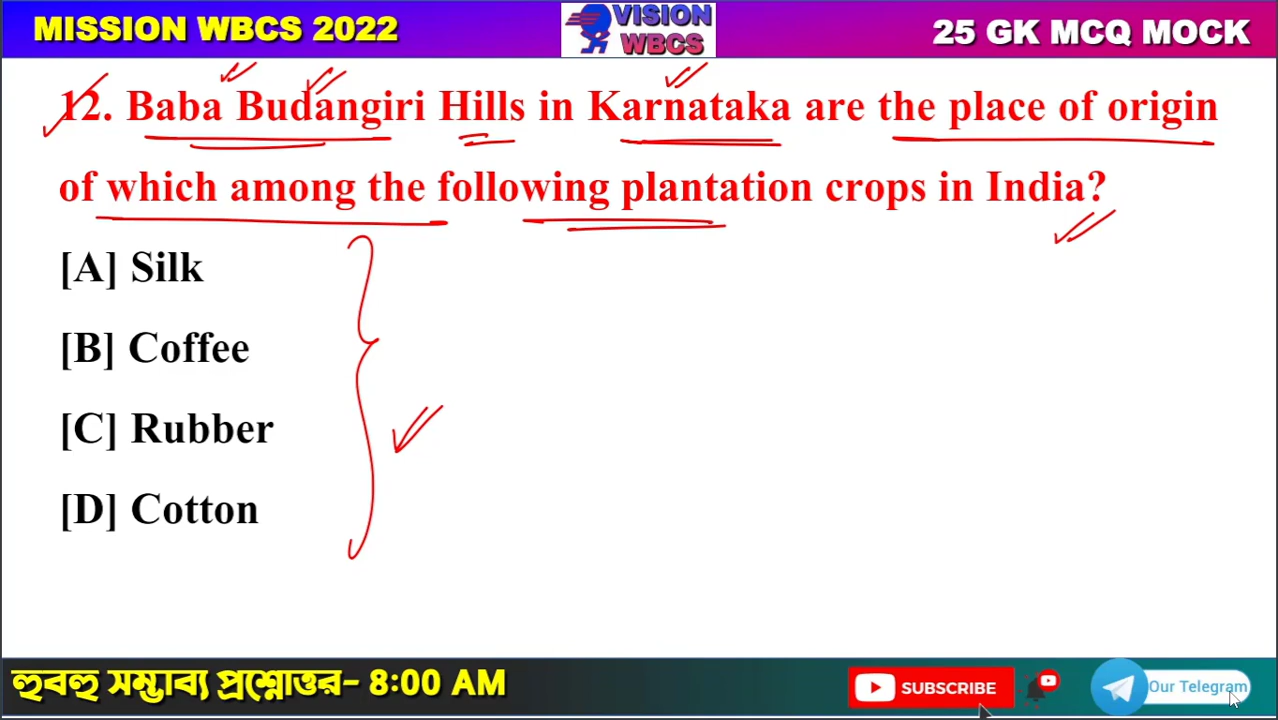 MISSION WBCS 2022
VISION
WBCS
25 GK MCQ MOCK
12. Baba Budangiri Hills in Karnataka are the place of origin
of which among the following plantation crops in India?
[A] Silk
[B] Coffee
[C] Rubber
[D] Cotton
হুবহু সম্ভাব্য প্রশ্নোত্তর- 8:00 AM
SUBSCRIBE
Our Telegram